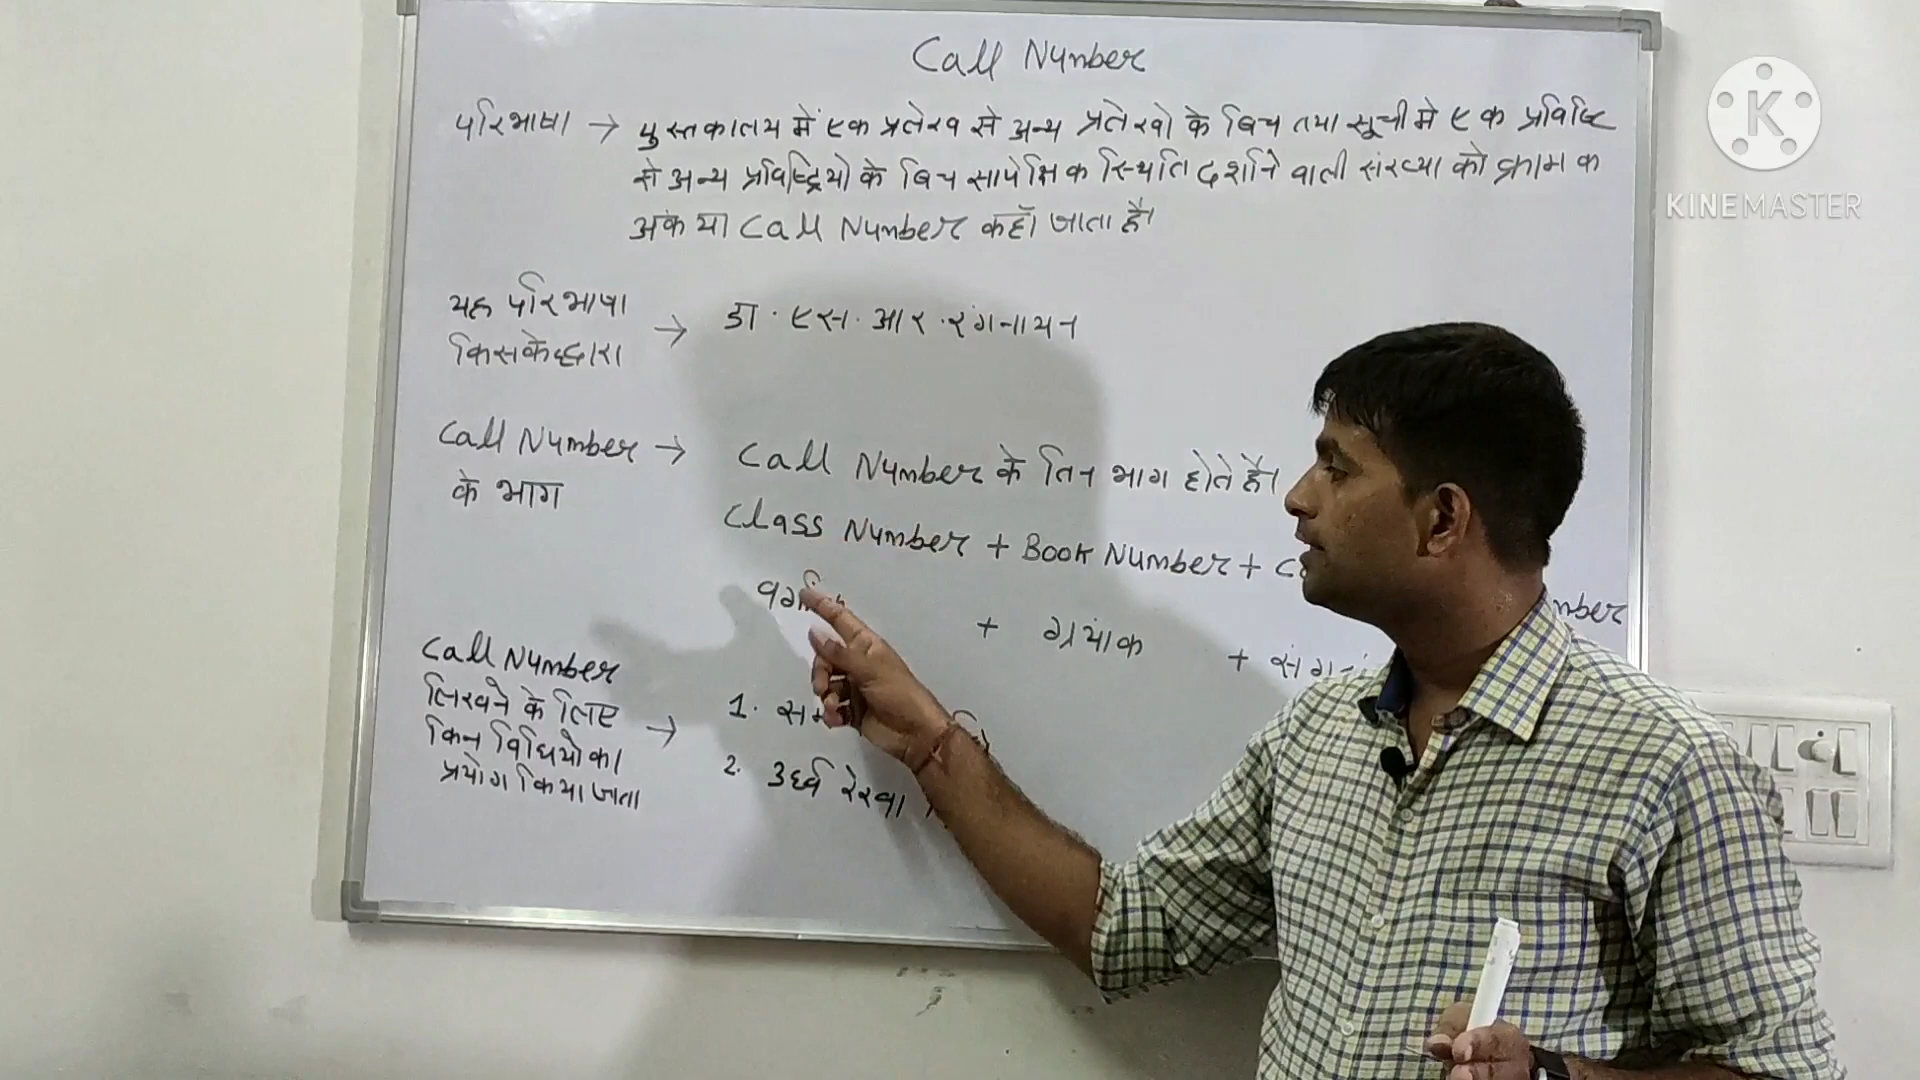 Call Number
परिभाषा → पुस्तकालय में एक प्रलेख से अन्य प्रलेखो के बिच तथा सूची मे एक प्रविष्टि
से अन्य प्रविष्टियो के बिच सापेक्षिक स्थिति दर्शाने वाली संख्या को क्रामक
अंक या Call Number कहाँ जाता है।
यह परिभाषा
किसके द्वारा → डा. एस. आर. रंगनाथन
Call Number → Call Number के तिन भाग होते है।
के भाग
Class Number + Book Number +
+ ग्रंथाक +
Call Number
लिखने के लिए → 1.
किन विधियो का 2. उर्ध्व रेखा
प्रयोग किया जाता
KINEMASTER